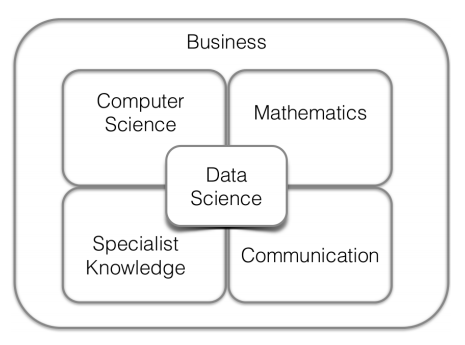 Business
Computer
Science
Mathematics
Data
Science
Specialist
Knowledge
Communication